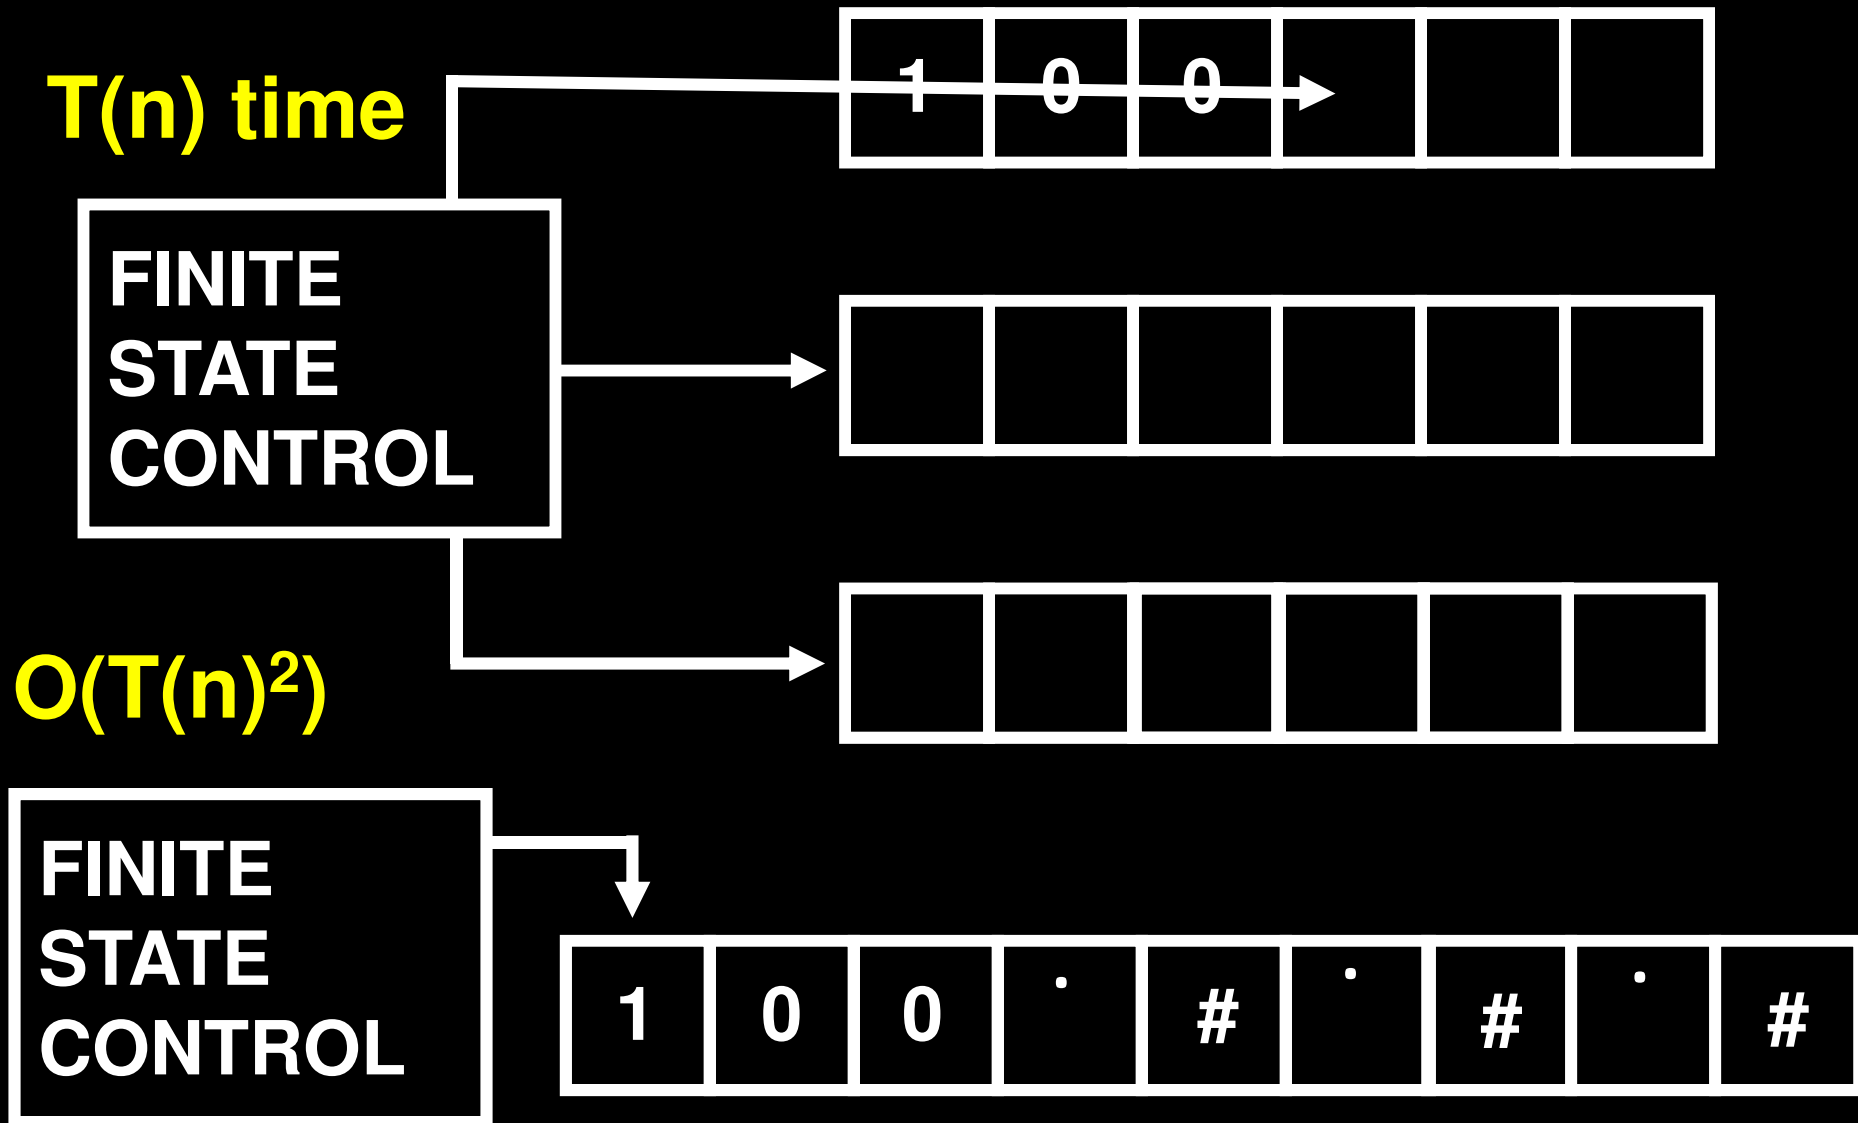 T(n) time
1 0 0
FINITE
STATE
CONTROL
O(T(n)²)
FINITE
STATE
CONTROL
1 0 0 . # . # . #